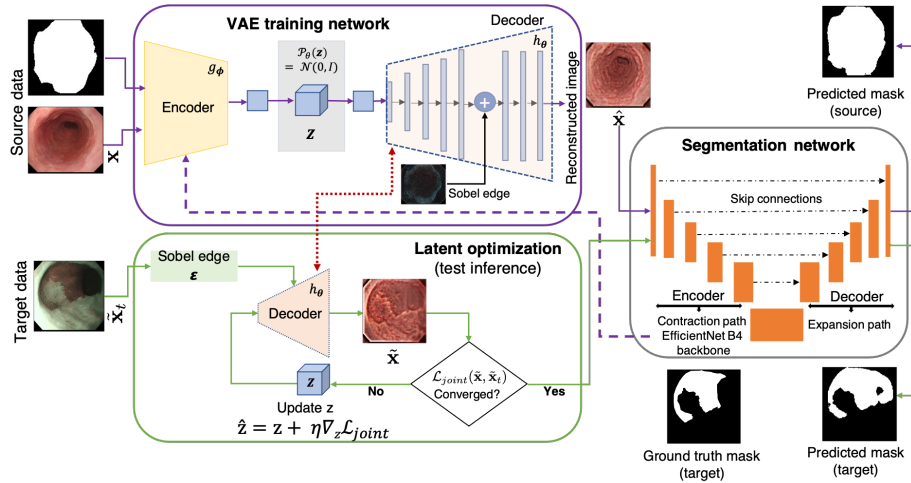 VAE training network
Decoder
h_θ
g_ϕ
Encoder
𝒫_θ(z)
= 𝒩(0, I)
Z
Sobel edge
Source data
x
Reconstructed image
x̂
Predicted mask
(source)
Segmentation network
Skip connections
Encoder
Decoder
Contraction path
EfficientNet B4
backbone
Expansion path
Latent optimization
(test inference)
Sobel edge
ε
Target data
x̃_t
h_θ
Decoder
x̃
ℒ_joint(x̃, x̃_t)
Converged?
No
Yes
Z
Update z
ẑ = z + η∇_zℒ_joint
Ground truth mask
(target)
Predicted mask
(target)